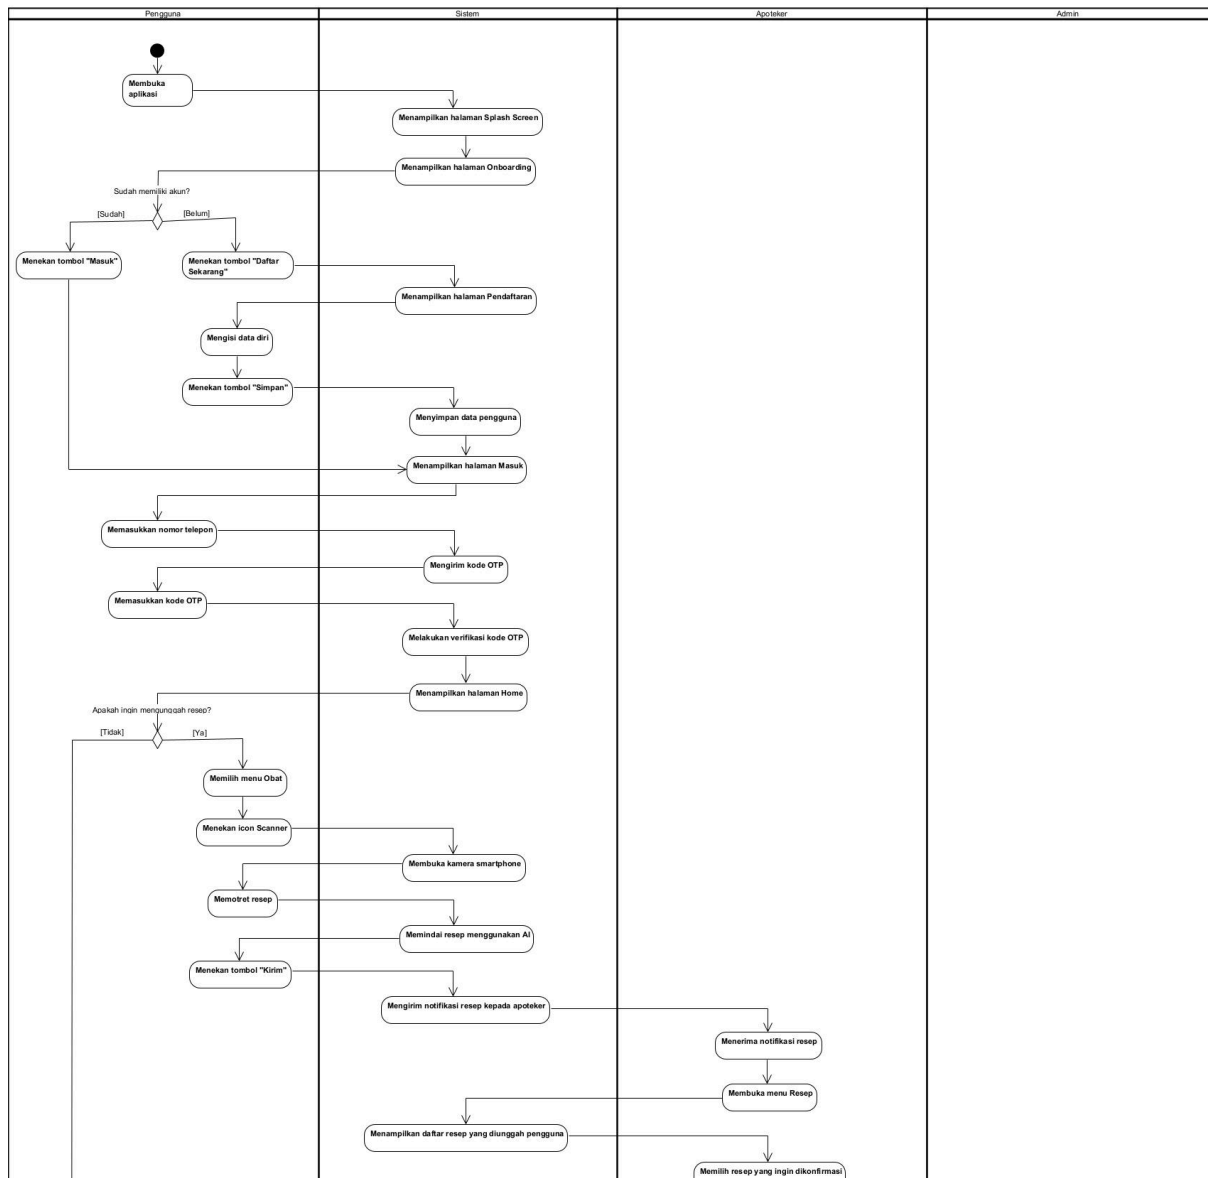 Pengguna
Sistem
Apoteker
Admin
Membuka
aplikasi
Menampilkan halaman Splash Screen
Menampilkan halaman Onboarding
Sudah memiliki akun?
[Sudah]
[Belum]
Menekan tombol "Masuk"
Menekan tombol "Daftar
Sekarang"
Menampilkan halaman Pendaftaran
Mengisi data diri
Menekan tombol "Simpan"
Menyimpan data pengguna
Menampilkan halaman Masuk
Memasukkan nomor telepon
Mengirim kode OTP
Memasukkan kode OTP
Melakukan verifikasi kode OTP
Menampilkan halaman Home
Apakah ingin mengunggah resep?
[Tidak]
[Ya]
Memilih menu Obat
Menekan icon Scanner
Membuka kamera smartphone
Memotret resep
Memindai resep menggunakan AI
Menekan tombol "Kirim"
Mengirim notifikasi resep kepada apoteker
Menerima notifikasi resep
Membuka menu Resep
Menampilkan daftar resep yang diunggah pengguna
Memilih resep yang ingin dikonfirmasi